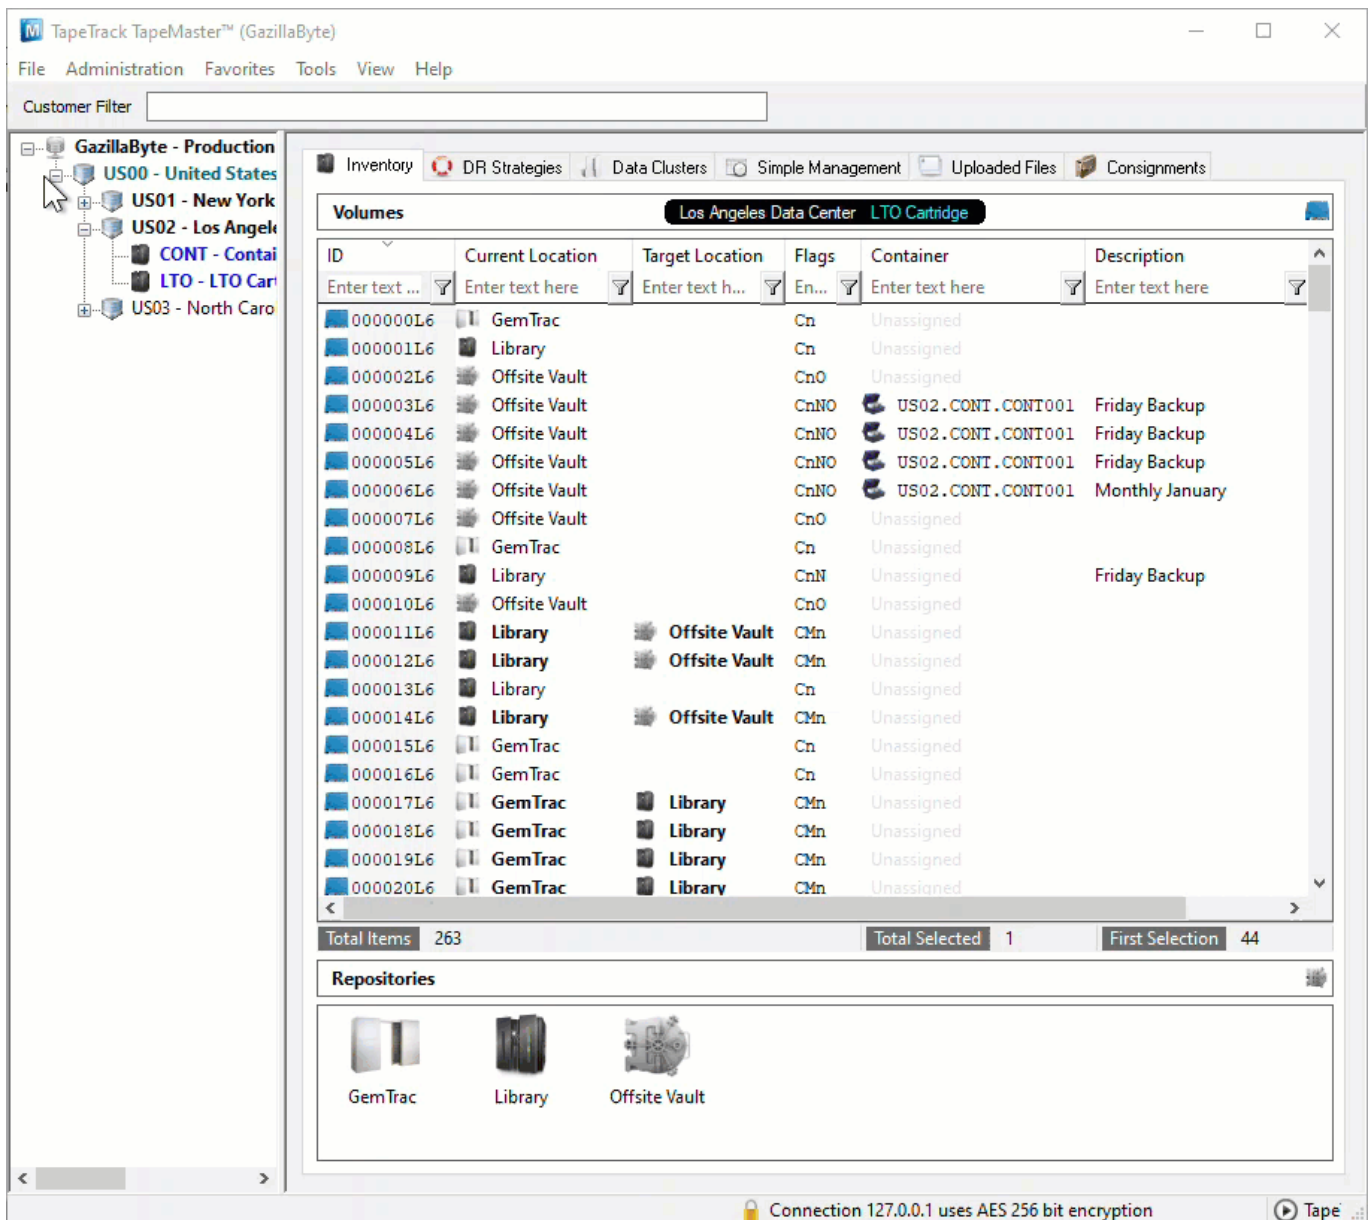 TapeTrack TapeMaster™ (GazillaByte)
File Administration Favorites Tools View Help
Customer Filter
GazillaByte - Production
US00 - United States
US01 - New York
US02 - Los Angele
CONT - Contai
LTO - LTO Cart
US03 - North Caro
Inventory DR Strategies Data Clusters Simple Management Uploaded Files Consignments
Volumes Los Angeles Data Center LTO Cartridge
ID Current Location Target Location Flags Container Description
Enter text ... Enter text here Enter text h... En... Enter text here Enter text here
000000L6 GemTrac Cn Unassigned
000001L6 Library Cn Unassigned
000002L6 Offsite Vault CnO Unassigned
000003L6 Offsite Vault CnNO US02.CONT.CONT001 Friday Backup
000004L6 Offsite Vault CnNO US02.CONT.CONT001 Friday Backup
000005L6 Offsite Vault CnNO US02.CONT.CONT001 Friday Backup
000006L6 Offsite Vault CnNO US02.CONT.CONT001 Monthly January
000007L6 Offsite Vault CnO Unassigned
000008L6 GemTrac Cn Unassigned
000009L6 Library CnN Unassigned Friday Backup
000010L6 Offsite Vault CnO Unassigned
000011L6 Library Offsite Vault CMn Unassigned
000012L6 Library Offsite Vault CMn Unassigned
000013L6 Library Cn Unassigned
000014L6 Library Offsite Vault CMn Unassigned
000015L6 GemTrac Cn Unassigned
000016L6 GemTrac Cn Unassigned
000017L6 GemTrac Library CMn Unassigned
000018L6 GemTrac Library CMn Unassigned
000019L6 GemTrac Library CMn Unassigned
000020L6 GemTrac Library CMn Unassigned
Total Items 263 Total Selected 1 First Selection 44
Repositories
GemTrac Library Offsite Vault
Connection 127.0.0.1 uses AES 256 bit encryption Tape